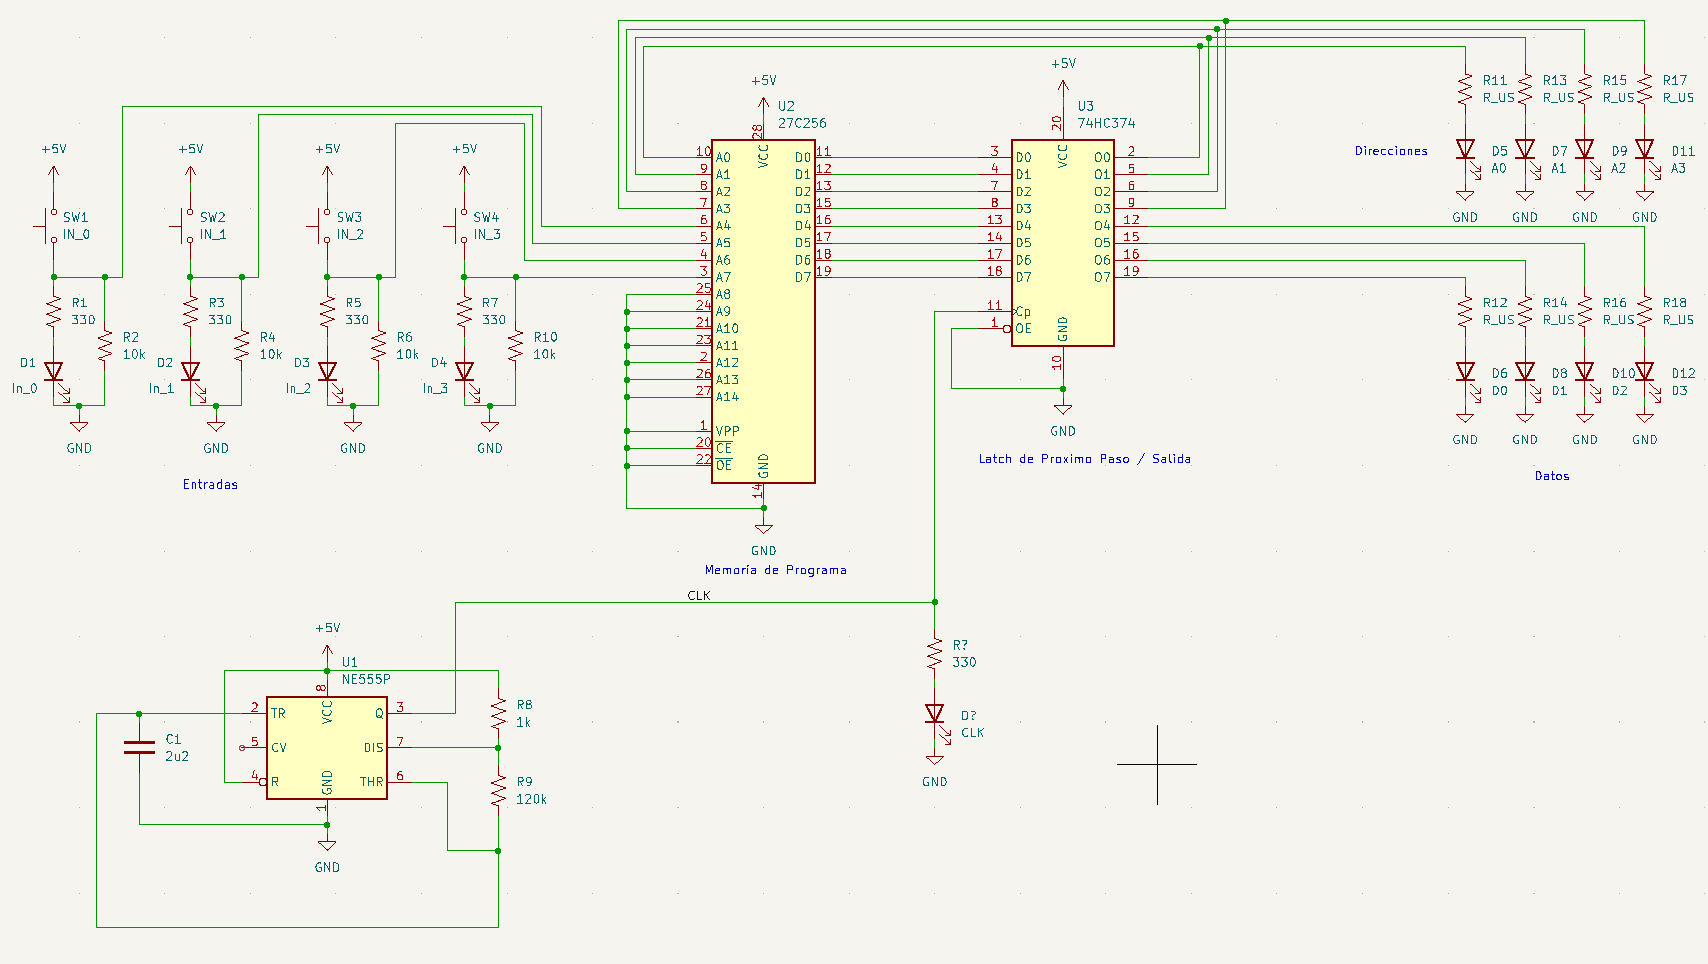 +5V
SW1
IN_0
R1
330
R2
10k
D1
In_0
GND
+5V
SW2
IN_1
R3
330
R4
10k
D2
In_1
GND
+5V
SW3
IN_2
R5
330
R6
10k
D3
In_2
GND
+5V
SW4
IN_3
R7
330
R10
10k
D4
In_3
GND
Entradas
+5V
U2
27C256
28
VCC
10 A0
9 A1
8 A2
7 A3
6 A4
5 A5
4 A6
3 A7
25 A8
24 A9
21 A10
23 A11
2 A12
26 A13
27 A14
1 VPP
20 CE
22 OE
D0 11
D1 12
D2 13
D3 15
D4 16
D5 17
D6 18
D7 19
GND
14
GND
Memoria de Programa
+5V
U3
74HC374
20
VCC
3 D0
4 D1
7 D2
8 D3
13 D4
14 D5
17 D6
18 D7
11 Cp
1 OE
O0 2
O1 5
O2 6
O3 9
O4 12
O5 15
O6 16
O7 19
GND
10
GND
Latch de Proximo Paso / Salida
Direcciones
R11
R_US
D5
A0
GND
R13
R_US
D7
A1
GND
R15
R_US
D9
A2
GND
R17
R_US
D11
A3
GND
R12
R_US
D6
D0
GND
R14
R_US
D8
D1
GND
R16
R_US
D10
D2
GND
R18
R_US
D12
D3
GND
Datos
CLK
+5V
U1
NE555P
8
VCC
2 TR
5 CV
4 R
Q 3
DIS 7
THR 6
GND
1
GND
C1
2u2
R8
1k
R9
120k
R?
330
D?
CLK
GND